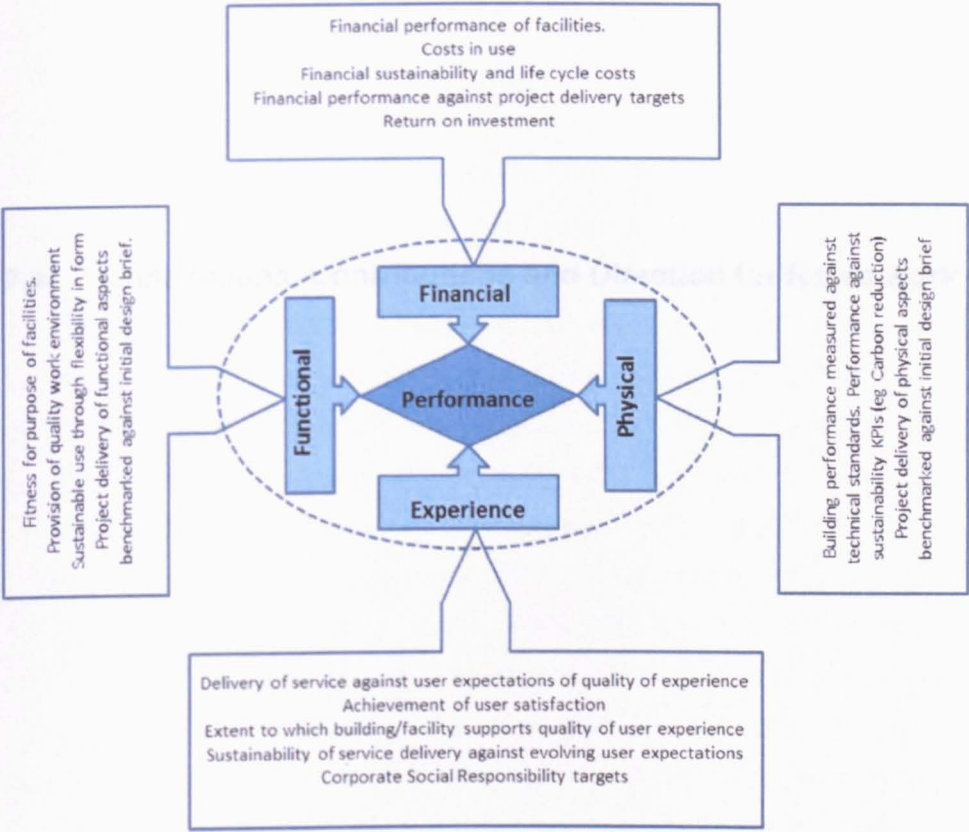 Financial performance of facilities.
Costs in use
Financial sustainability and life cycle costs
Financial performance against project delivery targets
Return on investment
Fitness for purpose of facilities.
Provision of quality work environment
Sustainable use through flexibility in form
Project delivery of functional aspects
benchmarked against initial design brief.
Financial
Functional
Performance
Physical
Experience
Building performance measured against
technical standards. Performance against
sustainability KPIs (eg Carbon reduction)
Project delivery of physical aspects
benchmarked against initial design brief
Delivery of service against user expectations of quality of experience
Achievement of user satisfaction
Extent to which building/facility supports quality of user experience
Sustainability of service delivery against evolving user expectations
Corporate Social Responsibility targets